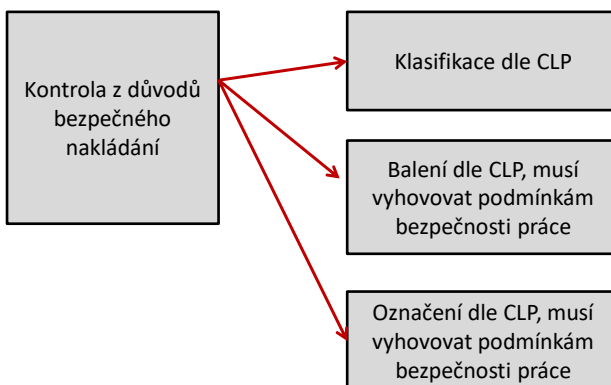 Kontrola z důvodů
bezpečného
nakládání
Klasifikace dle CLP
Balení dle CLP, musí
vyhovovat podmínkám
bezpečnosti práce
Označení dle CLP, musí
vyhovovat podmínkám
bezpečnosti práce